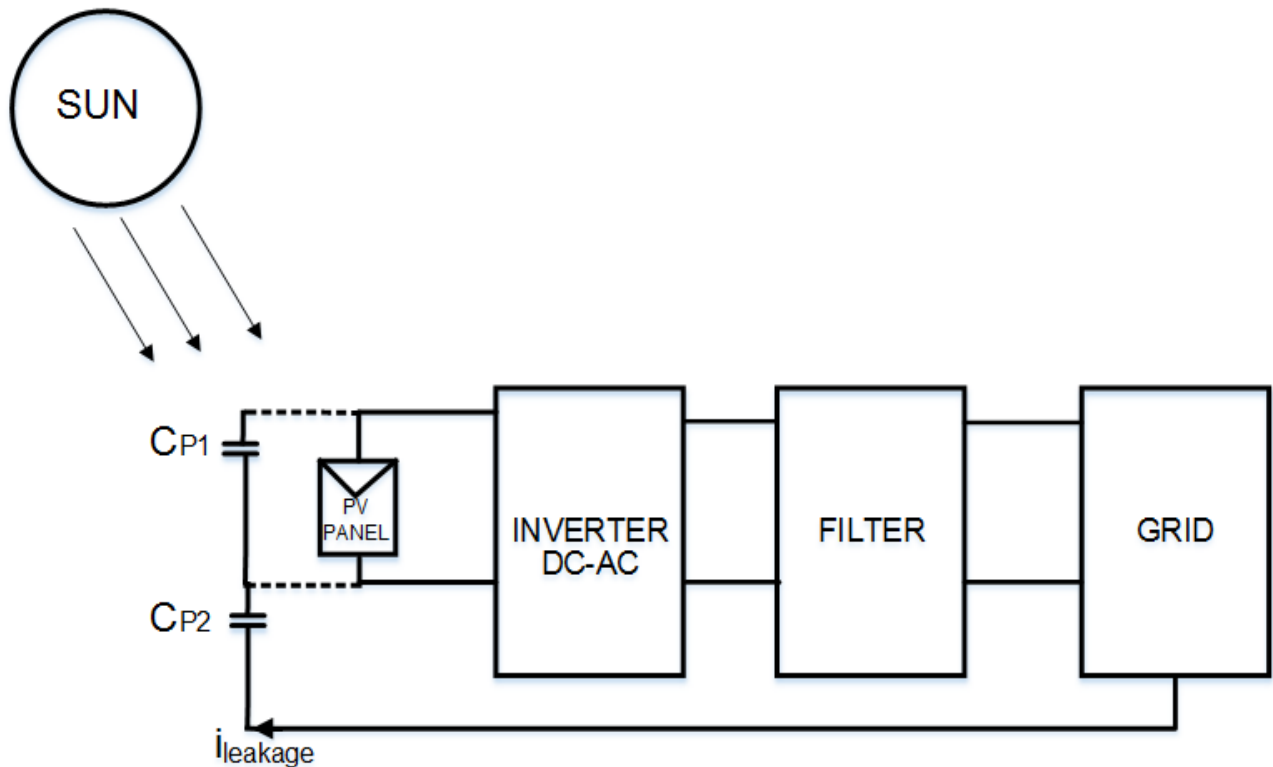 SUN
CP1
PV
PANEL
INVERTER
DC-AC
FILTER
GRID
CP2
ileakage